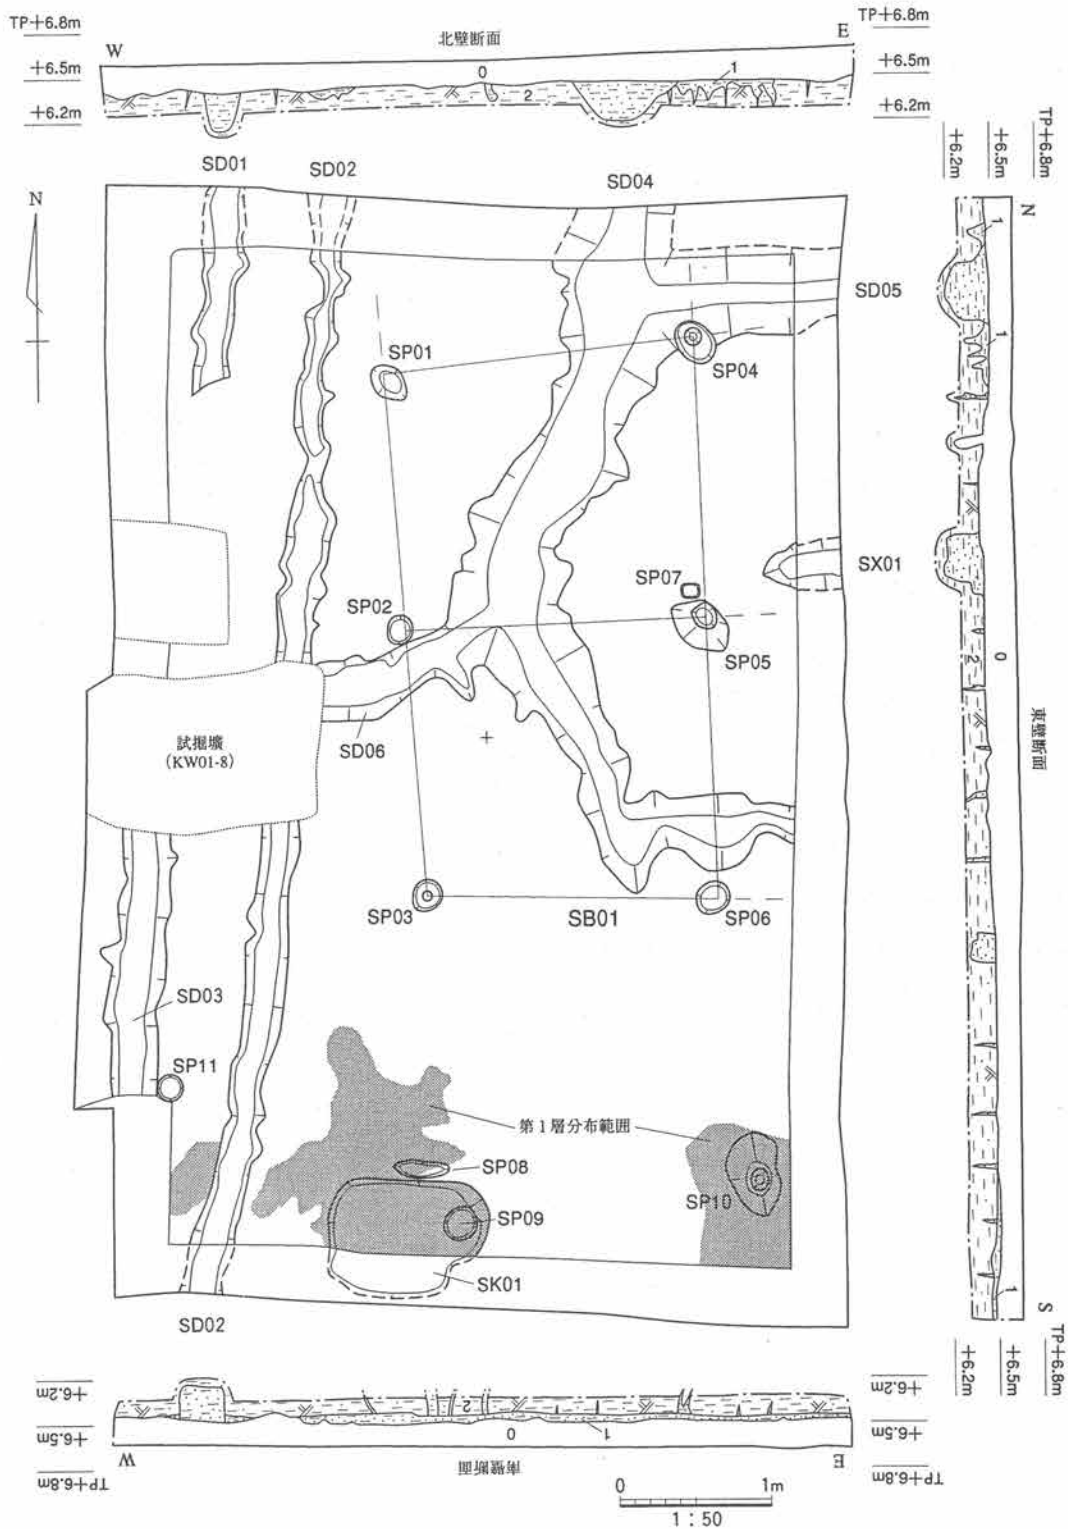 TP+6.8m
+6.5m
+6.2m
W
北壁断面
E
0
1
2
TP+6.8m
+6.5m
+6.2m
TP+6.8m
+6.5m
+6.2m
N
SD01
SD02
SD04
N
1
SD05
SP01
SP04
1
SX01
SP07
SP02
SP05
2
0
東壁断面
試掘壙
(KW01-8)
SD06
SP03
SB01
SP06
SD03
SP11
第1層分布範囲
SP08
SP10
SP09
SK01
1
S
SD02
TP+6.8m
+6.5m
+6.2m
+6.2m
+6.5m
TP+6.8m
W
南壁断面
E
2
0
1
+6.2m
+6.5m
TP+6.8m
0
1m
1:50